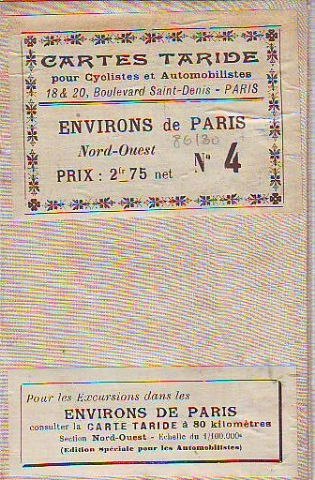 CARTES TARIDE
pour Cyclistes et Automobilistes
18 & 20, Boulevard Saint-Denis - PARIS
ENVIRONS de PARIS
86/30
Nord-Ouest
N° 4
PRIX : 2fr 75 net
Pour les Excursions dans les
ENVIRONS DE PARIS
consulter la CARTE TARIDE à 80 kilomètres
Section Nord-Ouest - Echelle du 1/100.000e
(Edition Spéciale pour les Automobilistes)